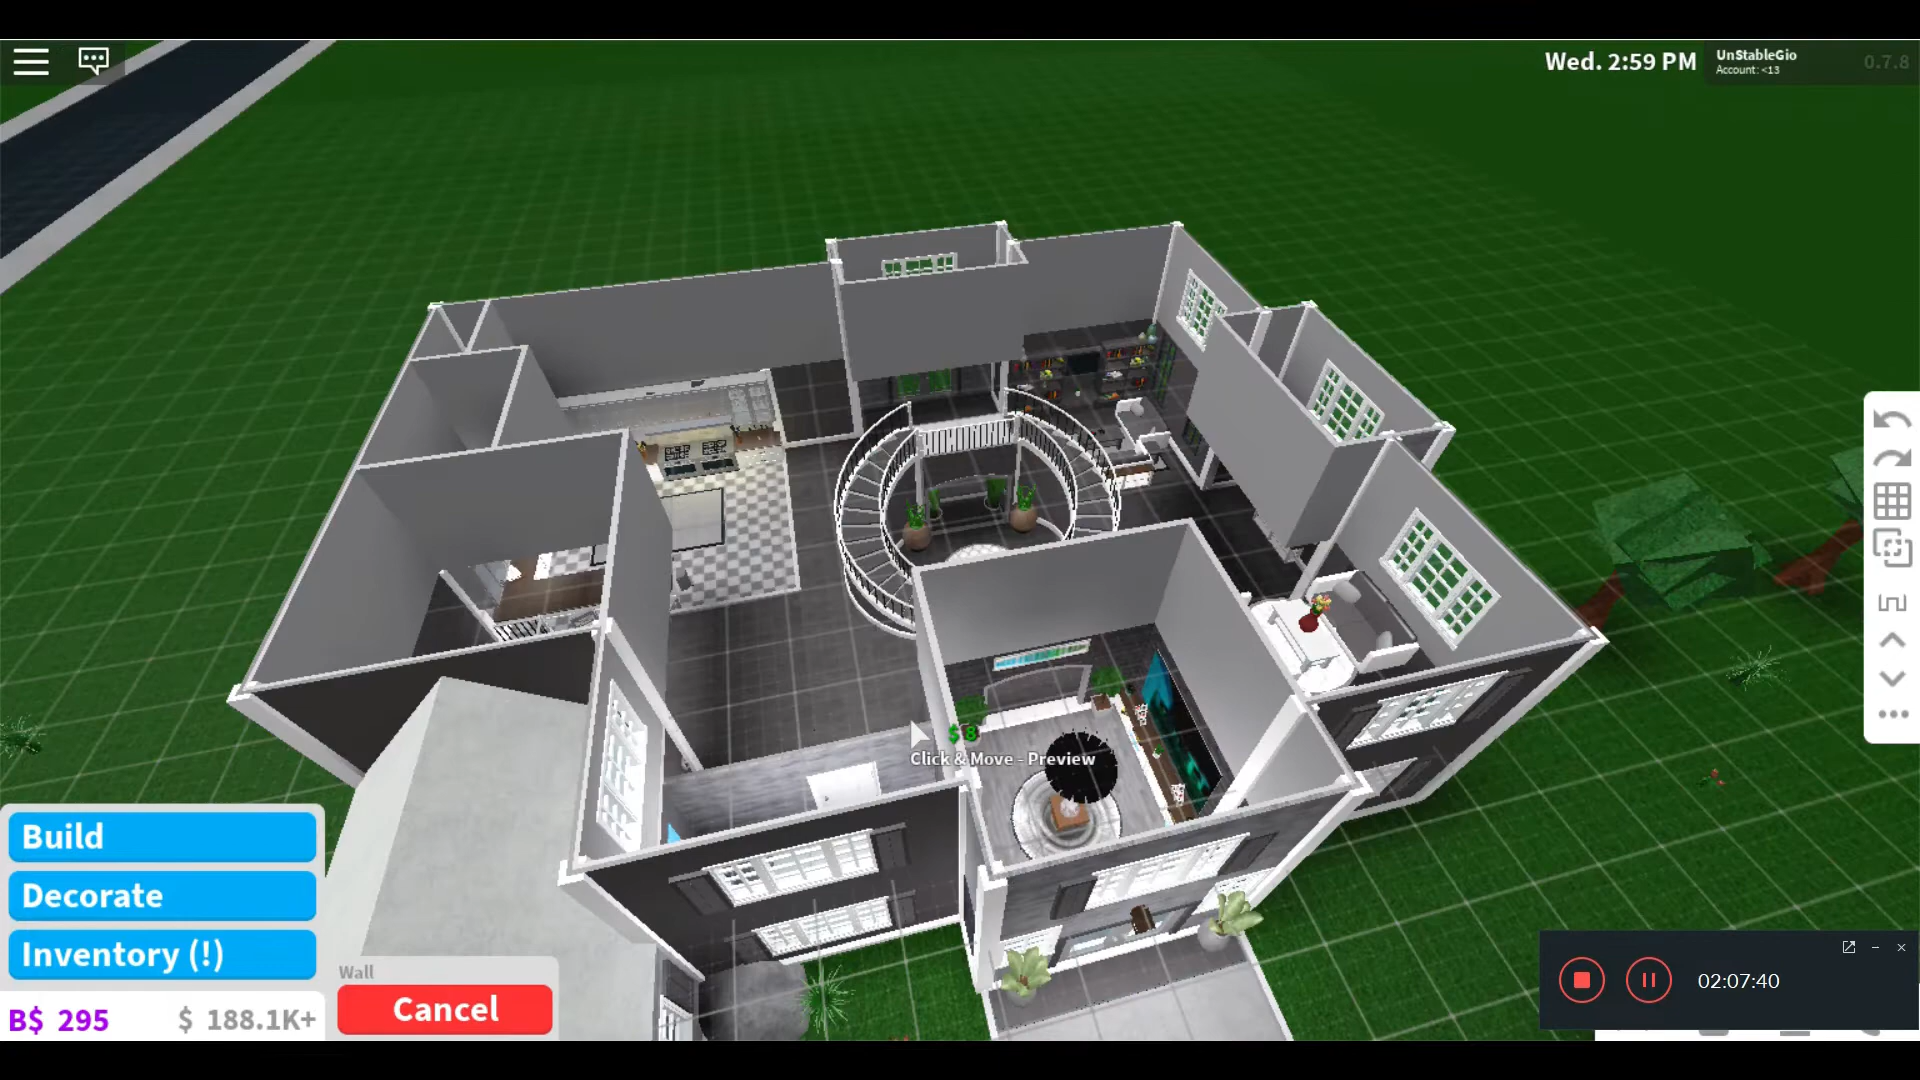 Wed. 2:59 PM
UnStableGio
Account: <13
0.7.8
$ 8
Click & Move - Preview
Build
Decorate
Inventory (!)
B$ 295
$ 188.1K+
Wall
Cancel
02:07:40